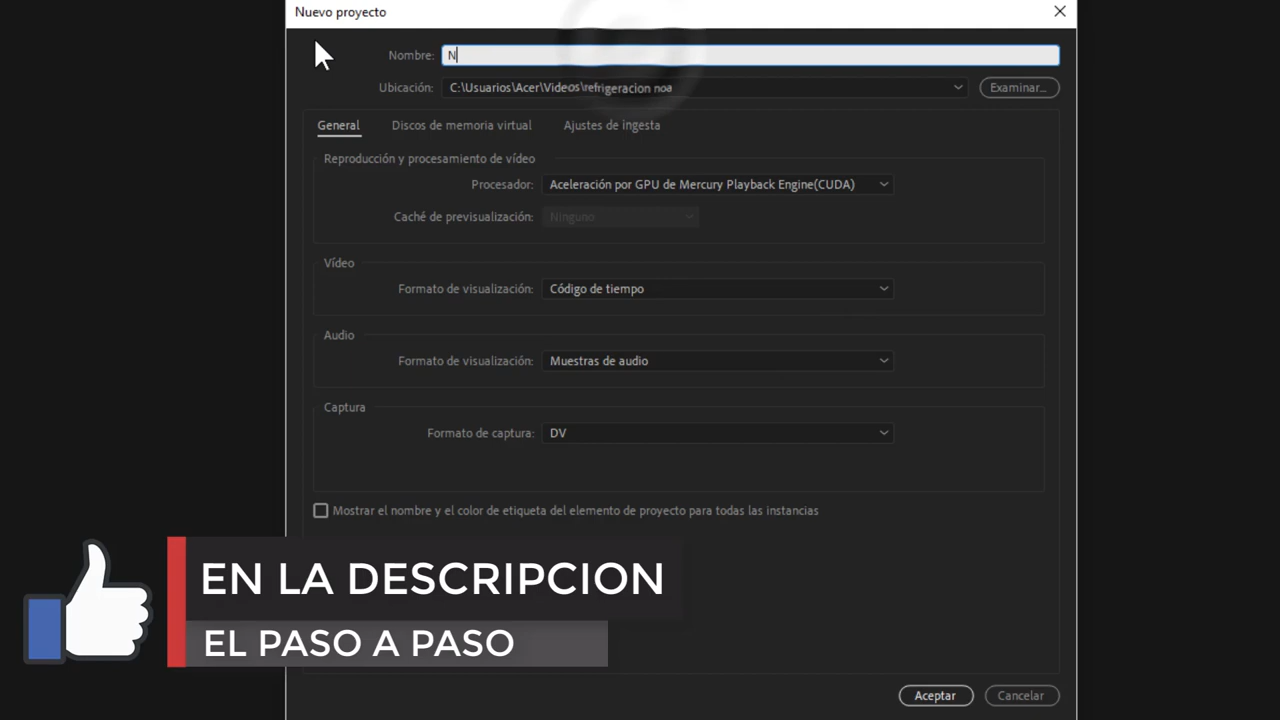 Nuevo proyecto
Nombre: N
Ubicación: C:\Usuarios\Acer\Videos\refrigeracion noa Examinar...
General Discos de memoria virtual Ajustes de ingesta
Reproducción y procesamiento de vídeo
Procesador: Aceleración por GPU de Mercury Playback Engine(CUDA)
Caché de previsualización: Ninguno
Vídeo
Formato de visualización: Código de tiempo
Audio
Formato de visualización: Muestras de audio
Captura
Formato de captura: DV
Mostrar el nombre y el color de etiqueta del elemento de proyecto para todas las instancias
EN LA DESCRIPCION
EL PASO A PASO
Aceptar Cancelar